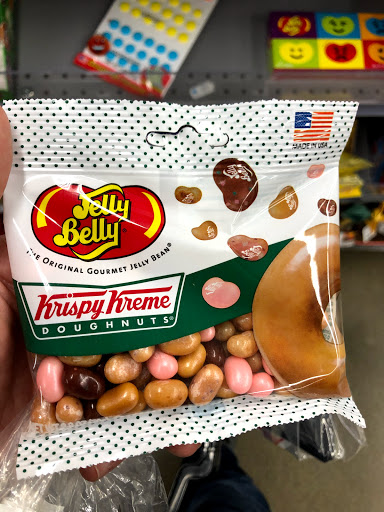 MADE IN USA
Jelly
Belly
®
THE ORIGINAL GOURMET JELLY BEAN®
Krispy Kreme
DOUGHNUTS®